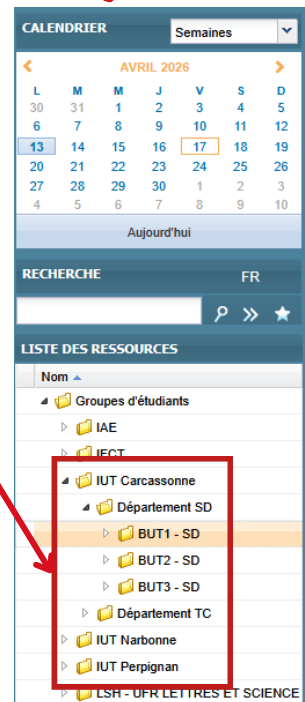 CALENDRIER Semaines
AVRIL 2026
L M M J V S D
30 31 1 2 3 4 5
6 7 8 9 10 11 12
13 14 15 16 17 18 19
20 21 22 23 24 25 26
27 28 29 30 1 2 3
4 5 6 7 8 9 10
Aujourd'hui
RECHERCHE FR
LISTE DES RESSOURCES
Nom
Groupes d'étudiants
IAE
IFCT
IUT Carcassonne
Département SD
BUT1 - SD
BUT2 - SD
BUT3 - SD
Département TC
IUT Narbonne
IUT Perpignan
LSH - UFR LETTRES ET SCIENCE